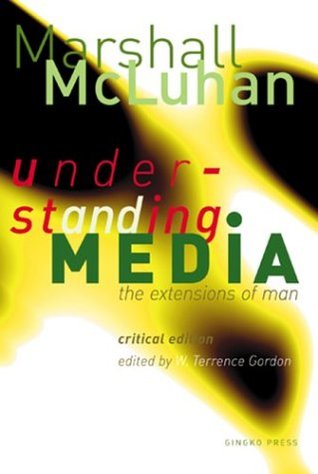 Marshall
McLuhan
under-
standing
MEDiA
the extensions of man
critical edition
edited by W. Terrence Gordon
GINGKO PRESS